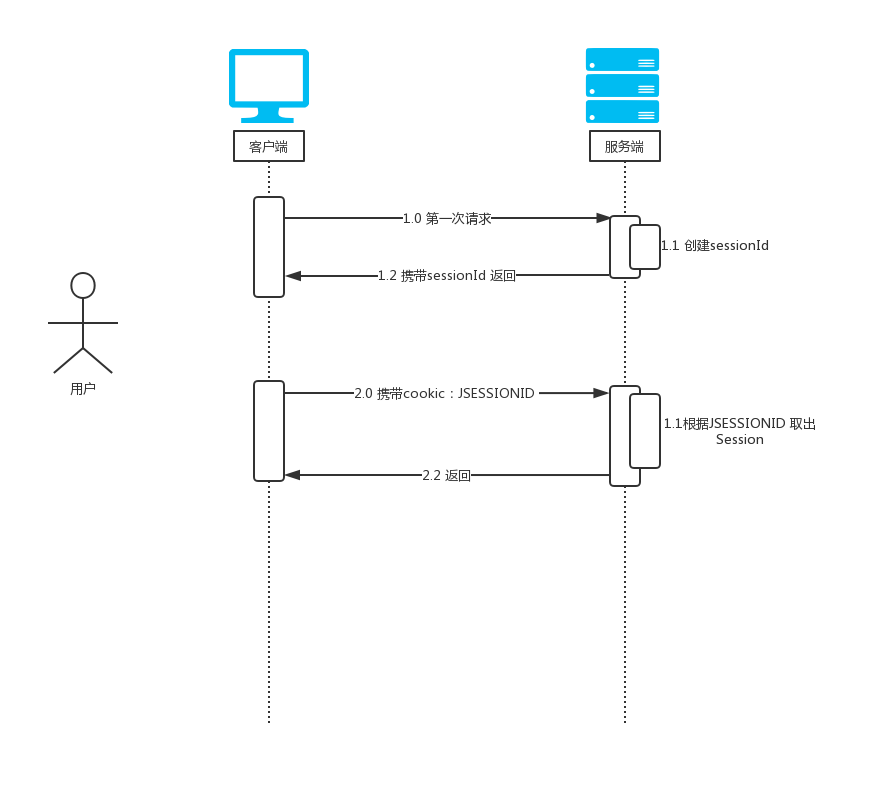 客户端
服务端
1.0 第一次请求
1.1 创建sessionId
1.2 携带sessionId 返回
用户
2.0 携带cookic：JSESSIONID
1.1根据JSESSIONID 取出
Session
2.2 返回